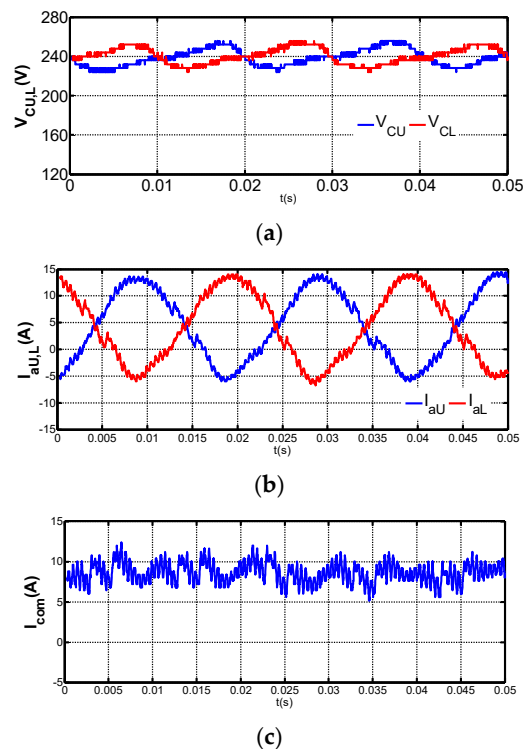 280
240
200
160
120
V_CU,L(V)
V_CU V_CL
0 0.01 0.02 0.03 0.04 0.05
t(s)
(a)
15
10
5
0
-5
-10
-15
I_aU,L (A)
I_aU I_aL
0 0.005 0.01 0.015 0.02 0.025 0.03 0.035 0.04 0.045 0.05
t(s)
(b)
15
10
5
0
-5
I_com(A)
0 0.005 0.01 0.015 0.02 0.025 0.03 0.035 0.04 0.045 0.05
t(s)
(c)